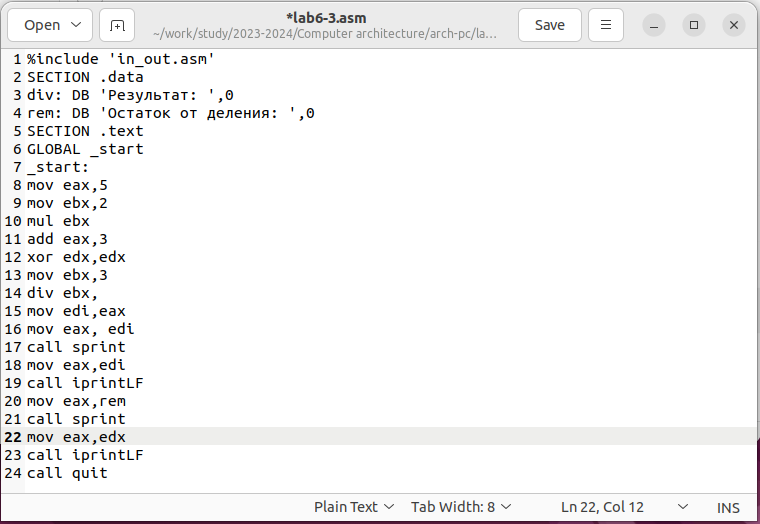 Open
*lab6-3.asm
~/work/study/2023-2024/Computer architecture/arch-pc/la...
Save
1 %include 'in_out.asm'
2 SECTION .data
3 div: DB 'Результат: ',0
4 rem: DB 'Остаток от деления: ',0
5 SECTION .text
6 GLOBAL _start
7 _start:
8 mov eax,5
9 mov ebx,2
10 mul ebx
11 add eax,3
12 xor edx,edx
13 mov ebx,3
14 div ebx,
15 mov edi,eax
16 mov eax, edi
17 call sprint
18 mov eax,edi
19 call iprintLF
20 mov eax,rem
21 call sprint
22 mov eax,edx
23 call iprintLF
24 call quit
Plain Text Tab Width: 8 Ln 22, Col 12 INS